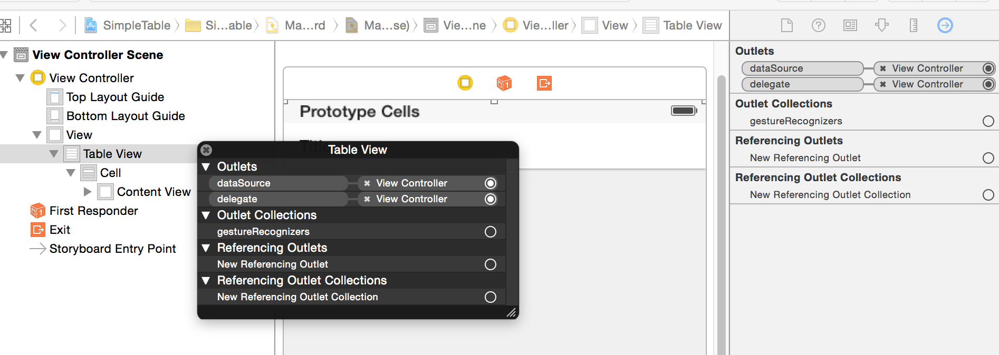 SimpleTable
Si...able
Ma...rd
Ma...se)
Vie...ne
Vie...ller
View
Table View
View Controller Scene
View Controller
Top Layout Guide
Bottom Layout Guide
View
Table View
Cell
Content View
First Responder
Exit
Storyboard Entry Point
1
1
Prototype Cells
Title
Table View
Outlets
dataSource
View Controller
delegate
View Controller
Outlet Collections
gestureRecognizers
Referencing Outlets
New Referencing Outlet
Referencing Outlet Collections
New Referencing Outlet Collection
Outlets
dataSource
View Controller
delegate
View Controller
Outlet Collections
gestureRecognizers
Referencing Outlets
New Referencing Outlet
Referencing Outlet Collections
New Referencing Outlet Collection